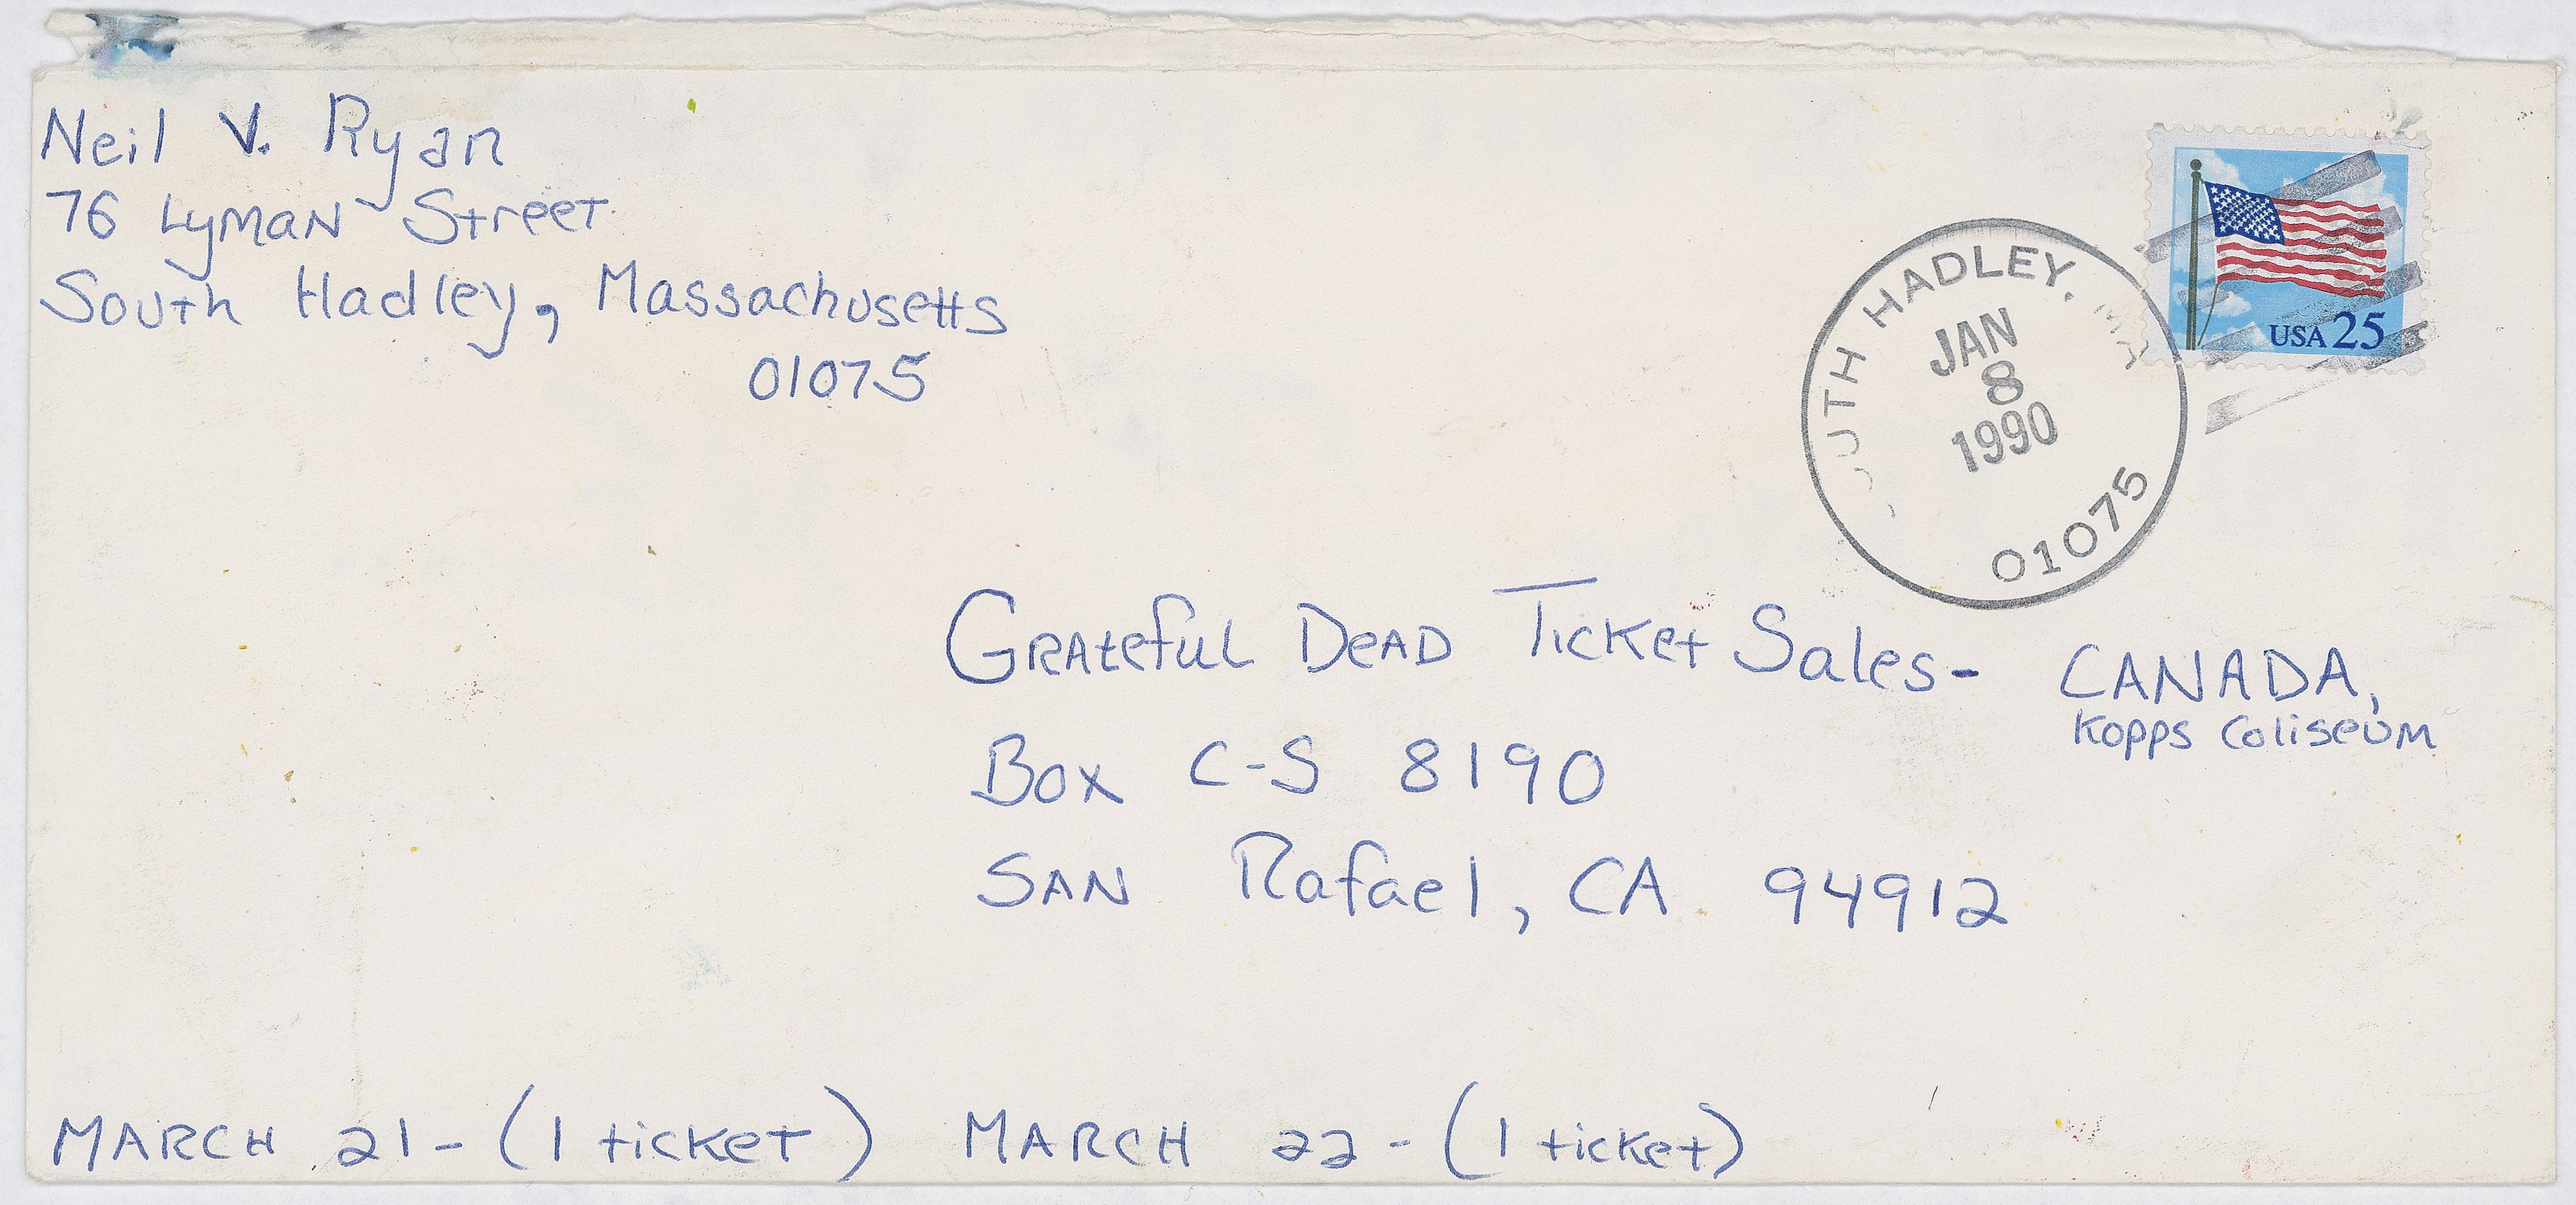 Neil V. Ryan
76 Lyman Street
South Hadley, Massachusetts
01075
USA 25
UTH HADLEY, MA
JAN
8
1990
01075
Grateful Dead Ticket Sales- CANADA,
Kopps Coliseum
Box C-S 8190
San Rafael, CA 94912
MARCH 21- (1 ticket) MARCH 22- (1 ticket)